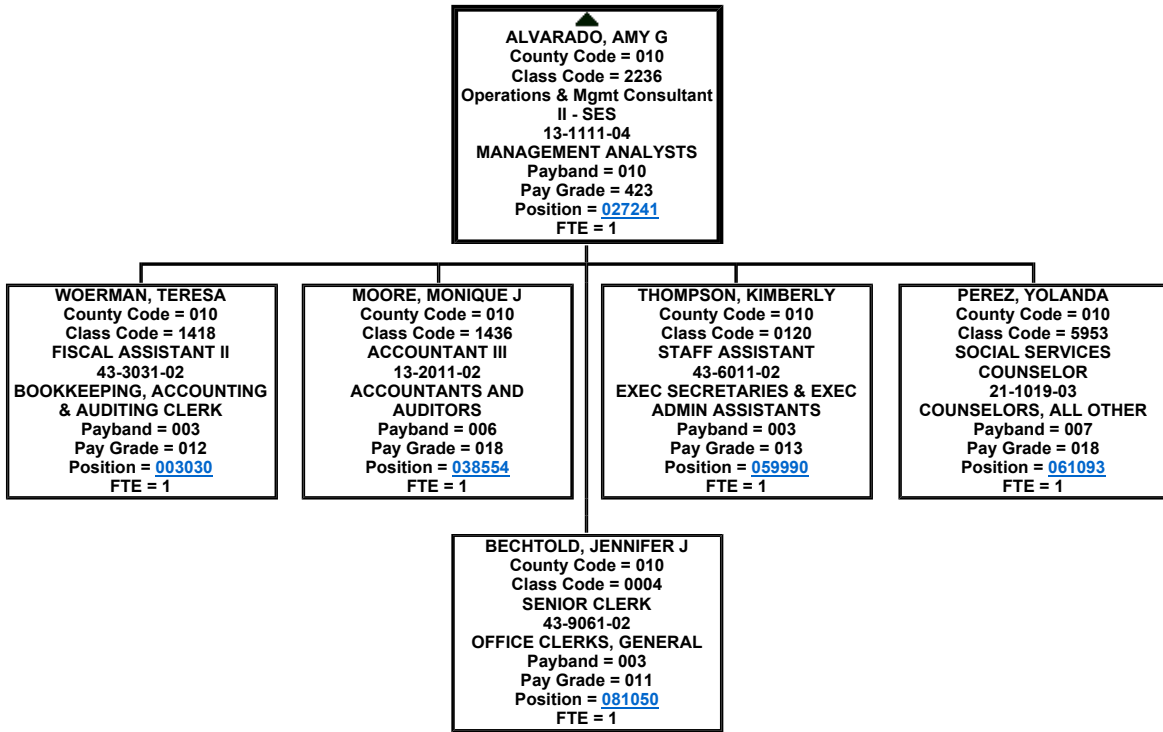 ALVARADO, AMY G
County Code = 010
Class Code = 2236
Operations & Mgmt Consultant
II - SES
13-1111-04
MANAGEMENT ANALYSTS
Payband = 010
Pay Grade = 423
Position = 027241
FTE = 1
WOERMAN, TERESA
County Code = 010
Class Code = 1418
FISCAL ASSISTANT II
43-3031-02
BOOKKEEPING, ACCOUNTING
& AUDITING CLERK
Payband = 003
Pay Grade = 012
Position = 003030
FTE = 1
MOORE, MONIQUE J
County Code = 010
Class Code = 1436
ACCOUNTANT III
13-2011-02
ACCOUNTANTS AND
AUDITORS
Payband = 006
Pay Grade = 018
Position = 038554
FTE = 1
THOMPSON, KIMBERLY
County Code = 010
Class Code = 0120
STAFF ASSISTANT
43-6011-02
EXEC SECRETARIES & EXEC
ADMIN ASSISTANTS
Payband = 003
Pay Grade = 013
Position = 059990
FTE = 1
PEREZ, YOLANDA
County Code = 010
Class Code = 5953
SOCIAL SERVICES
COUNSELOR
21-1019-03
COUNSELORS, ALL OTHER
Payband = 007
Pay Grade = 018
Position = 061093
FTE = 1
BECHTOLD, JENNIFER J
County Code = 010
Class Code = 0004
SENIOR CLERK
43-9061-02
OFFICE CLERKS, GENERAL
Payband = 003
Pay Grade = 011
Position = 081050
FTE = 1